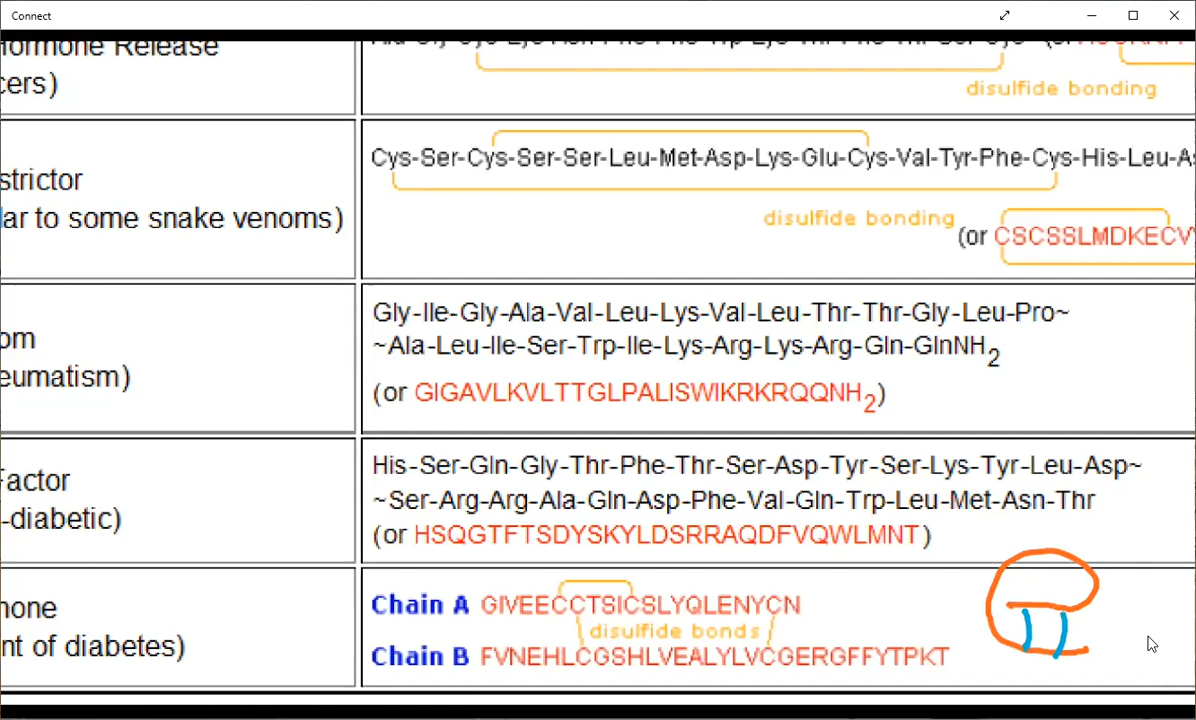 Connect
Hormone Release
cers)
disulfide bonding
strictor
lar to some snake venoms)
Cys-Ser-Cys-Ser-Ser-Leu-Met-Asp-Lys-Glu-Cys-Val-Tyr-Phe-Cys-His-Leu-As
disulfide bonding
(or CSCSSLMDKECVY
om
eumatism)
Gly-Ile-Gly-Ala-Val-Leu-Lys-Val-Leu-Thr-Thr-Gly-Leu-Pro~
~Ala-Leu-Ile-Ser-Trp-Ile-Lys-Arg-Lys-Arg-Gln-GlnNH2
(or GIGAVLKVLTTGLPALISWIKRKRQQNH2)
Factor
-diabetic)
His-Ser-Gln-Gly-Thr-Phe-Thr-Ser-Asp-Tyr-Ser-Lys-Tyr-Leu-Asp~
~Ser-Arg-Arg-Ala-Gln-Asp-Phe-Val-Gln-Trp-Leu-Met-Asn-Thr
(or HSQGTFTSDYSKYLDSRRAQDFVQWLMNT)
mone
nt of diabetes)
Chain A GIVEECCTSICSLYQLENYCN
disulfide bonds
Chain B FVNEHLCGSHLVEALYLVCGERGFFYTPKT